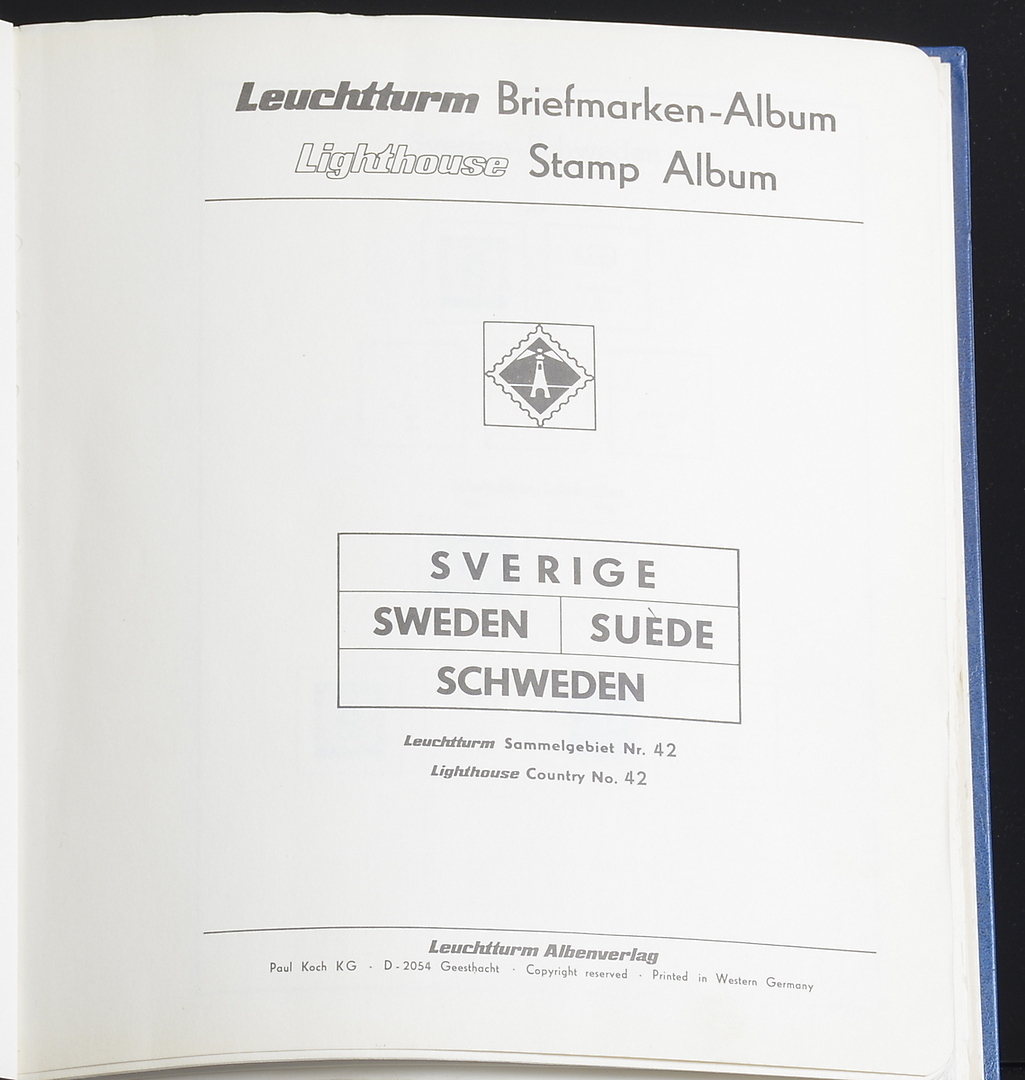 Leuchtturm Briefmarken-Album
Lighthouse Stamp Album
SVERIGE
SWEDEN SUÈDE
SCHWEDEN
Leuchtturm Sammelgebiet Nr. 42
Lighthouse Country No. 42
Leuchtturm Albenverlag
Paul Koch KG · D-2054 Geesthacht · Copyright reserved · Printed in Western Germany